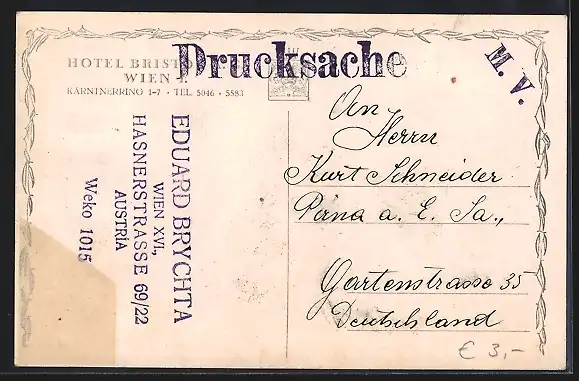 HOTEL BRIST
WIEN I.
KÄRNTNERRING 1-7 · TEL. 5046 - 5583
Drucksache
M. V.
EDUARD BRYCHTA
WIEN XVI,
HASNERSTRASSE 69/22
AUSTRIA
Weko 1015
An
Herrn
Kurt Schneider
Pirna a. E. Sa.,
Gartenstrasse 35
Deutschland
€ 3,-